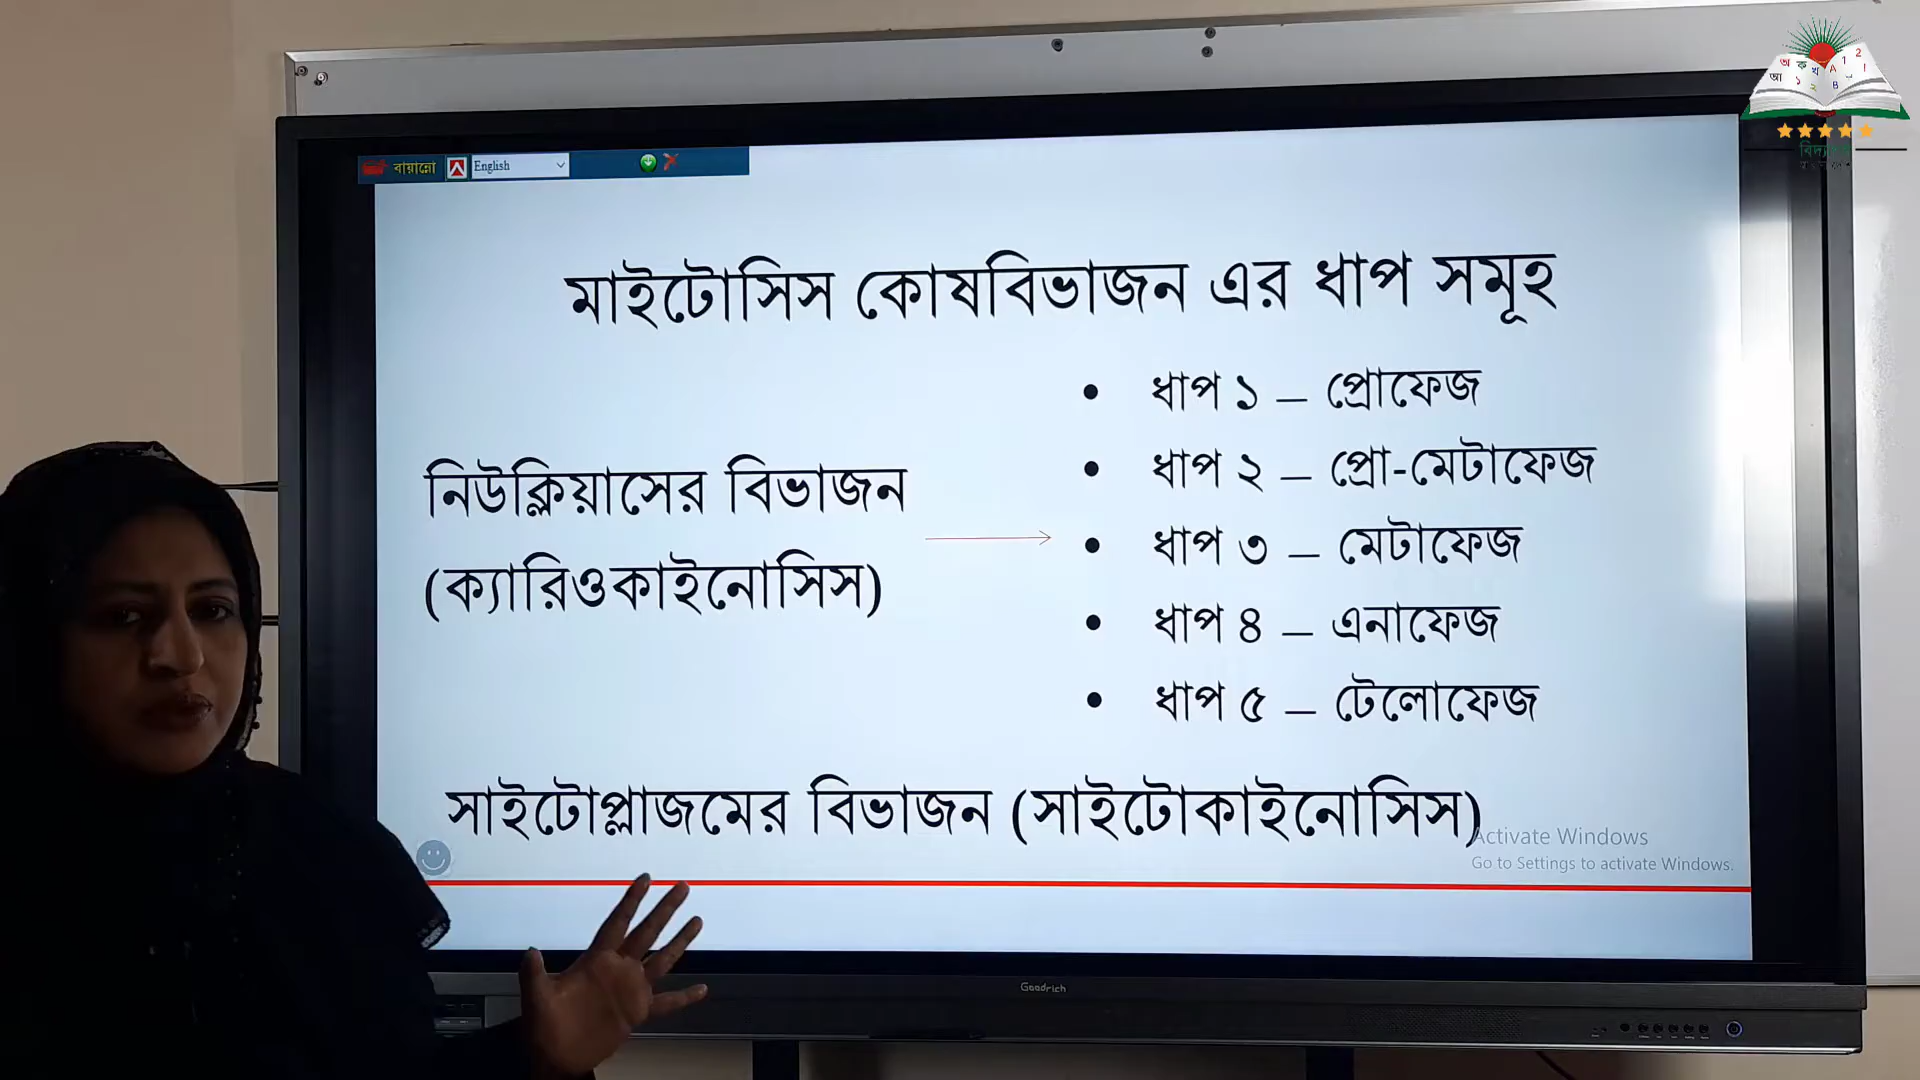 বায়ান্নো English
মাইটোসিস কোষবিভাজন এর ধাপ সমূহ
নিউক্লিয়াসের বিভাজন
(ক্যারিওকাইনোসিস)
• ধাপ ১ – প্রোফেজ
• ধাপ ২ – প্রো-মেটাফেজ
• ধাপ ৩ – মেটাফেজ
• ধাপ ৪ – এনাফেজ
• ধাপ ৫ – টেলোফেজ
সাইটোপ্লাজমের বিভাজন (সাইটোকাইনোসিস)
Activate Windows
Go to Settings to activate Windows.
Goodrich